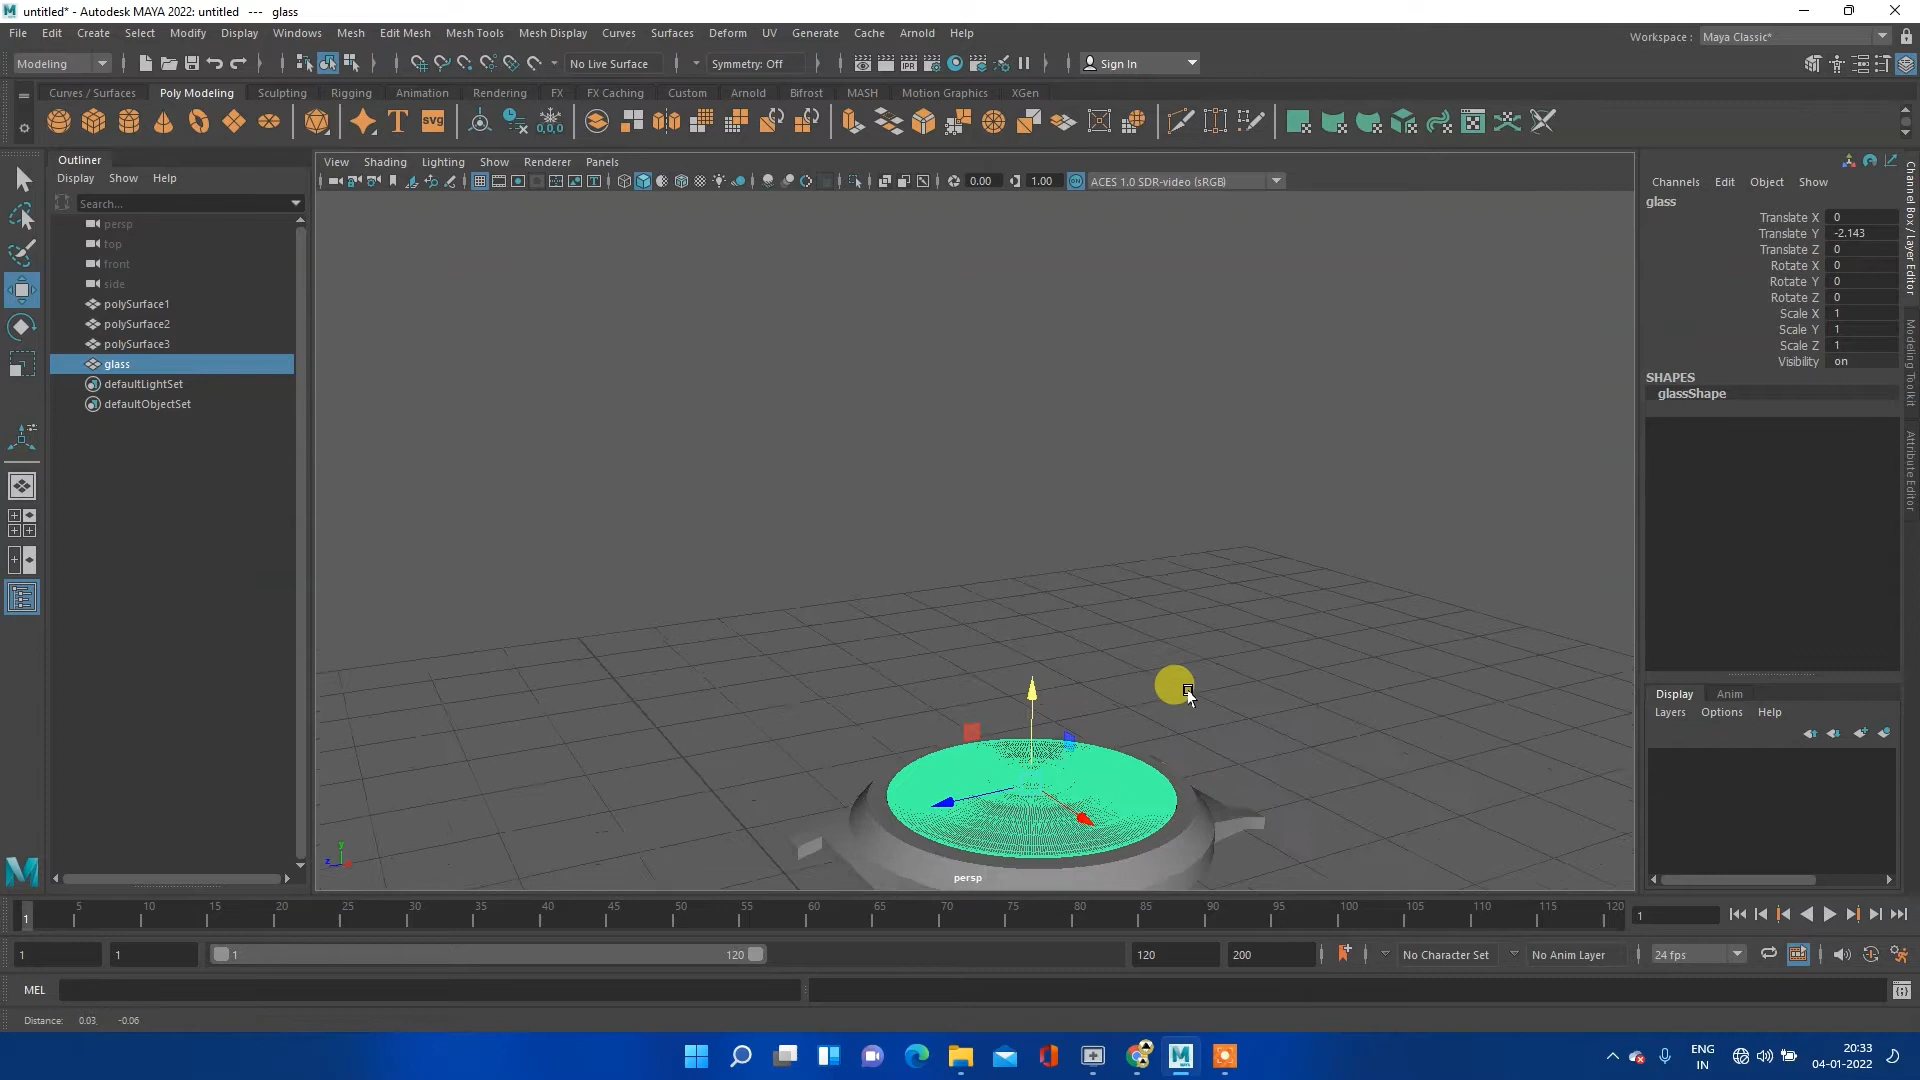 untitled* - Autodesk MAYA 2022: untitled --- glass
File Edit Create Select Modify Display Windows Mesh Edit Mesh Mesh Tools Mesh Display Curves Surfaces Deform UV Generate Cache Arnold Help
Workspace : Maya Classic*
Modeling No Live Surface Symmetry: Off Sign In
Curves / Surfaces Poly Modeling Sculpting Rigging Animation Rendering FX FX Caching Custom Arnold Bifrost MASH Motion Graphics XGen
T svg 0,0,0
Outliner
Display Show Help
Search...
persp
top
front
side
polySurface1
polySurface2
polySurface3
glass
defaultLightSet
defaultObjectSet
View Shading Lighting Show Renderer Panels
0.00 1.00 ON ACES 1.0 SDR-video (sRGB)
y
z
persp
Channels Edit Object Show
glass
Translate X 0
Translate Y -2.143
Translate Z 0
Rotate X 0
Rotate Y 0
Rotate Z 0
Scale X 1
Scale Y 1
Scale Z 1
Visibility on
SHAPES
glassShape
Channel Box / Layer Editor
Modeling Toolkit
Attribute Editor
Display Anim
Layers Options Help
1 5 10 15 20 25 30 35 40 45 50 55 60 65 70 75 80 85 90 95 100 105 110 115 120 1
1 1 1 120 120 200 No Character Set No Anim Layer 24 fps
MEL
Distance: 0.03, -0.06
ENG
IN
20:33
04-01-2022